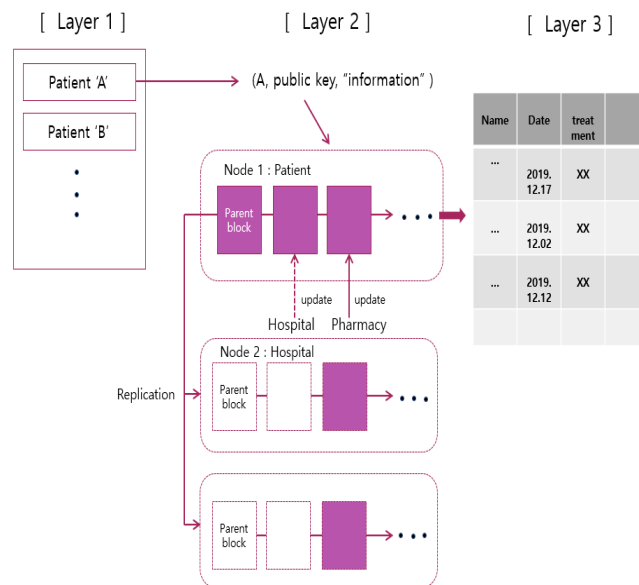 [ Layer 1 ]
[ Layer 2 ]
[ Layer 3 ]
Patient ‘A’
Patient ‘B’
(A, public key, “information” )
Node 1 : Patient
Parent
block
update
update
Hospital
Pharmacy
Node 2 : Hospital
Parent
block
Replication
Parent
block
Name
Date
treat
ment
...
2019.
12.17
XX
...
2019.
12.02
XX
...
2019.
12.12
XX